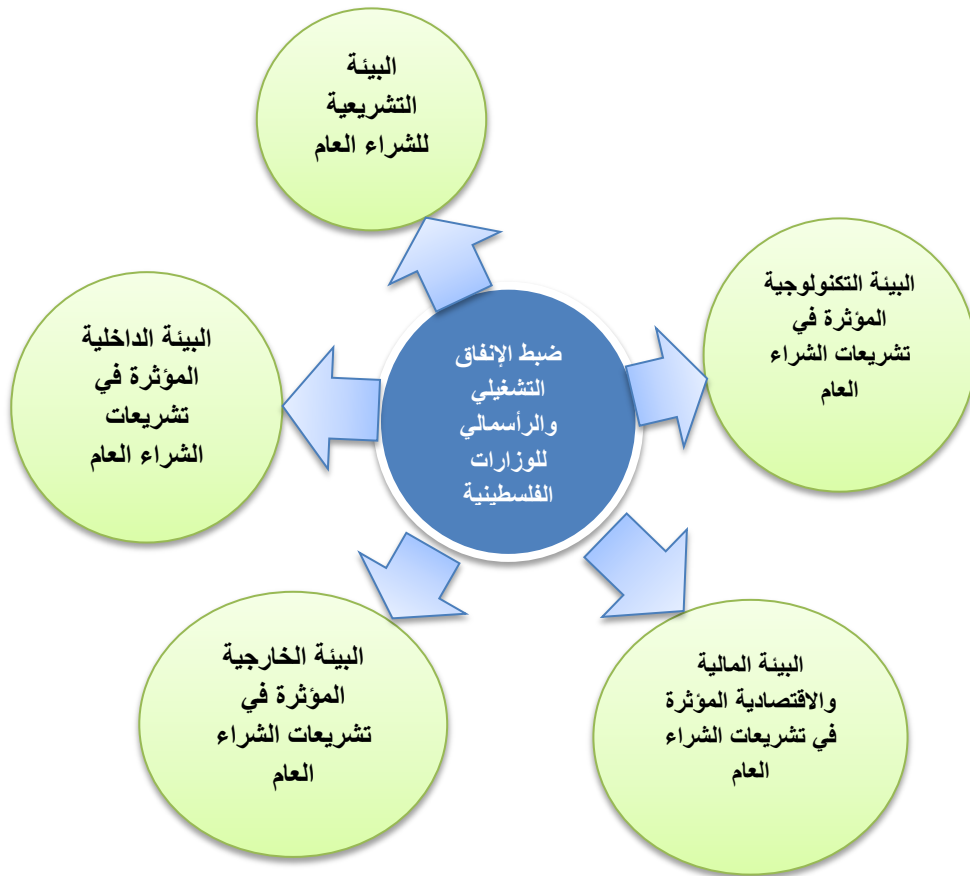 البيئة
التشريعية
للشراء العام
البيئة التكنولوجية
المؤثرة في
تشريعات الشراء
العام
البيئة الداخلية
المؤثرة في
تشريعات
الشراء العام
ضبط الإنفاق
التشغيلي
والرأسمالي
للوزارات
الفلسطينية
البيئة المالية
والاقتصادية المؤثرة
في تشريعات الشراء
العام
البيئة الخارجية
المؤثرة في
تشريعات الشراء
العام